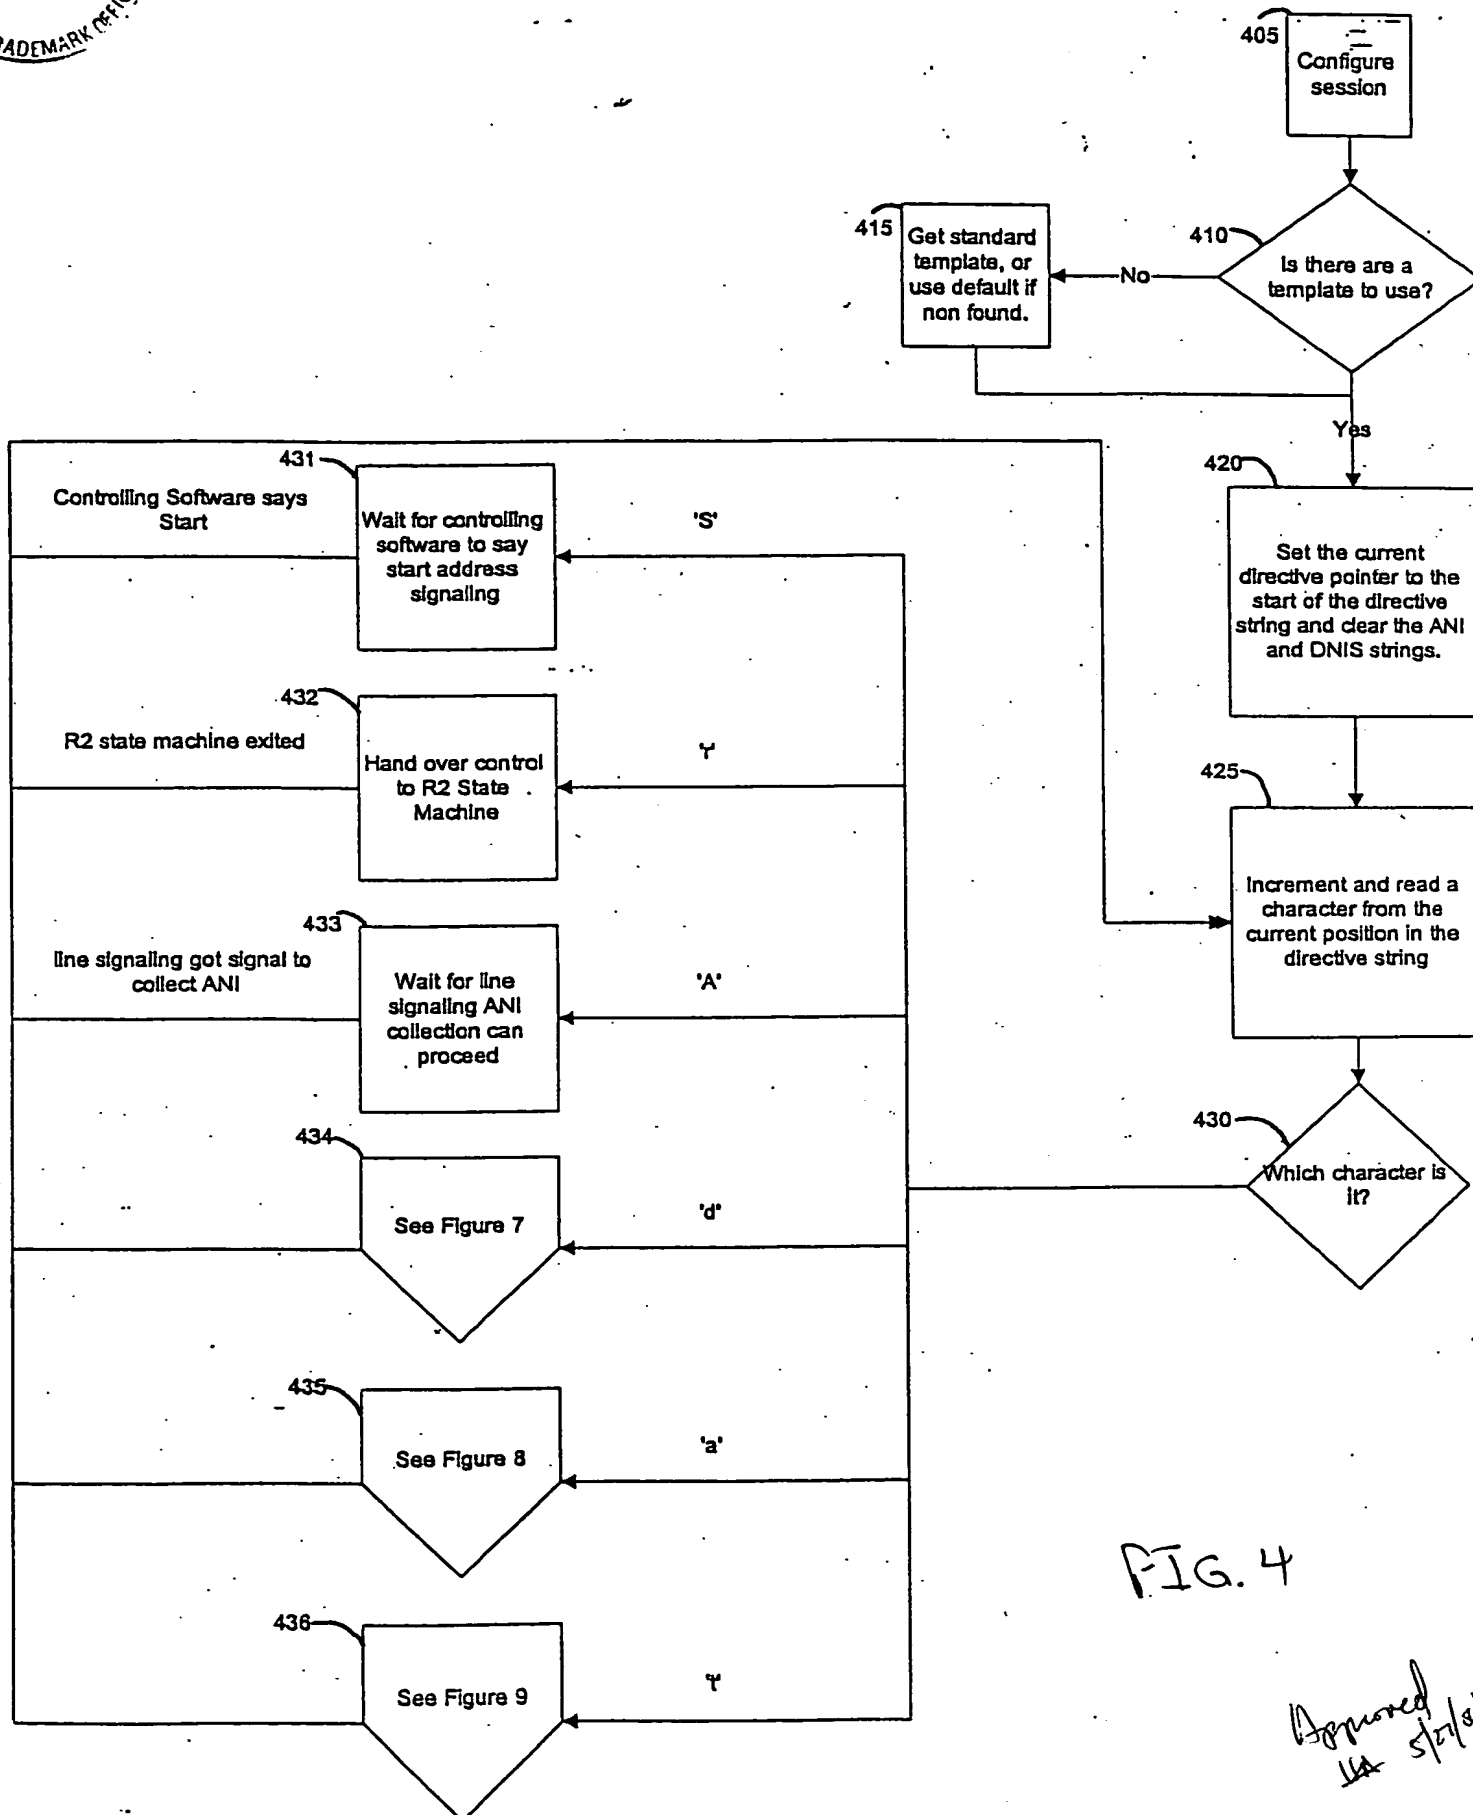 405
Configure
session
415
Get standard
template, or
use default if
non found.
410
Is there are a
template to use?
No
Yes
420
Set the current
directive pointer to the
start of the directive
string and clear the ANI
and DNIS strings.
425
Increment and read a
character from the
current position in the
directive string
430
Which character is
it?
431
Controlling Software says
Start
Wait for controlling
software to say
start address
signaling
'S'
432
R2 state machine exited
Hand over control
to R2 State
Machine
433
line signaling got signal to
collect ANI
Wait for line
signaling ANI
collection can
proceed
'A'
434
See Figure 7
'd'
435
See Figure 8
'a'
436
See Figure 9
FIG. 4
Approved